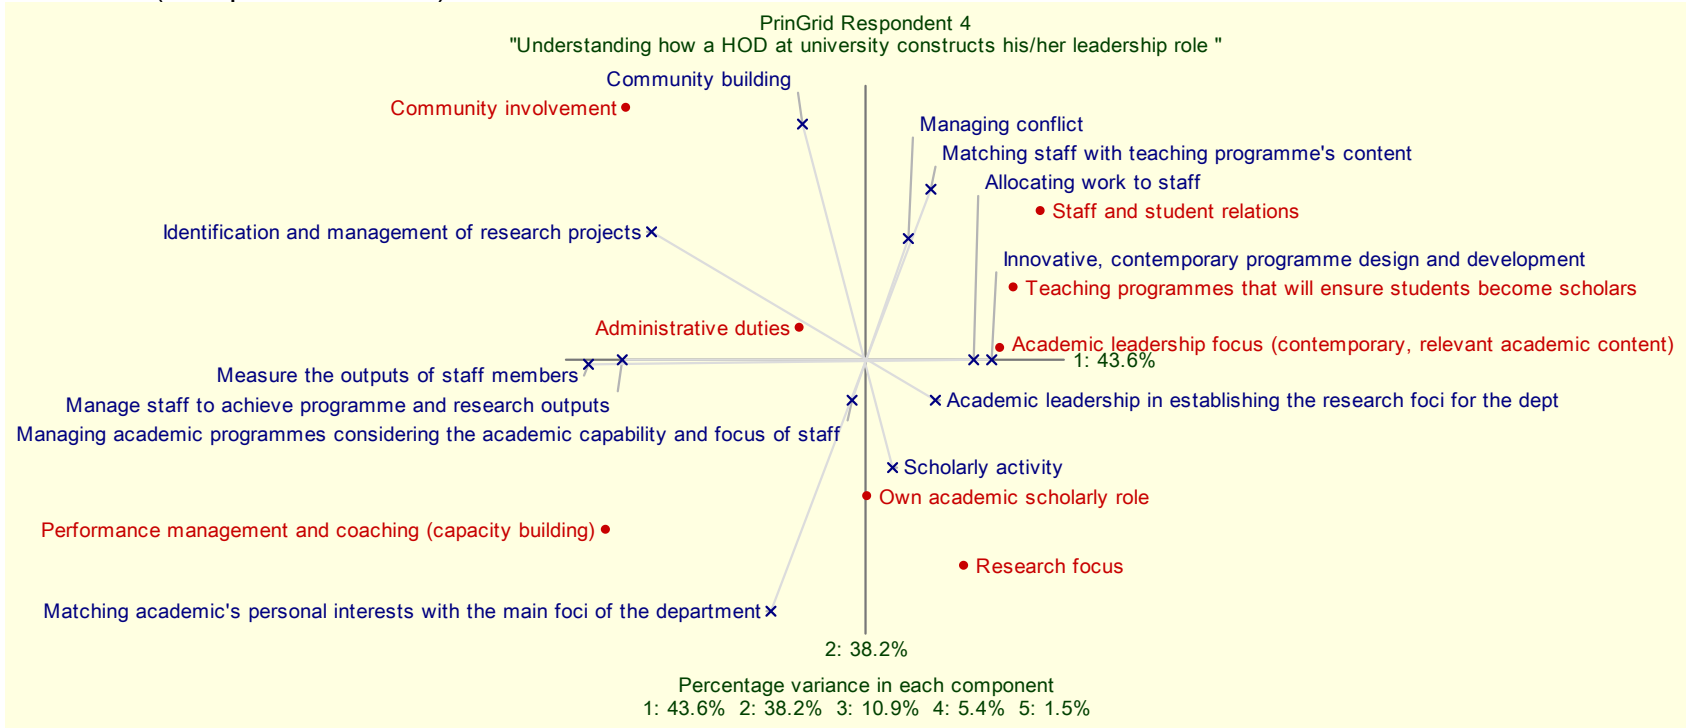 PrinGrid Respondent 4
"Understanding how a HOD at university constructs his/her leadership role "
Community building
Community involvement
Managing conflict
Matching staff with teaching programme's content
Allocating work to staff
Staff and student relations
Identification and management of research projects
Innovative, contemporary programme design and development
Teaching programmes that will ensure students become scholars
Administrative duties
Academic leadership focus (contemporary, relevant academic content)
1: 43.6%
Measure the outputs of staff members
Academic leadership in establishing the research foci for the dept
Manage staff to achieve programme and research outputs
Managing academic programmes considering the academic capability and focus of staff
Scholarly activity
Own academic scholarly role
Performance management and coaching (capacity building)
Research focus
Matching academic's personal interests with the main foci of the department
2: 38.2%
Percentage variance in each component
1: 43.6% 2: 38.2% 3: 10.9% 4: 5.4% 5: 1.5%